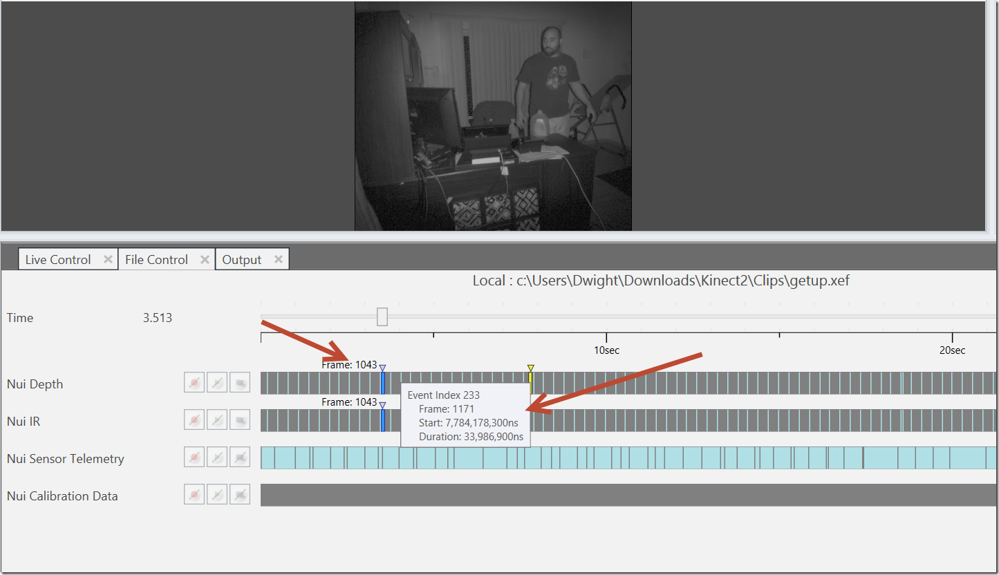 Live Control
File Control
Output
Local : c:\Users\Dwight\Downloads\Kinect2\Clips\getup.xef
Time 3.513
10sec 20sec
Frame: 1043
Nui Depth
Event Index 233
Frame: 1043
Frame: 1171
Nui IR
Start: 7,784,178,300ns
Duration: 33,986,900ns
Nui Sensor Telemetry
Nui Calibration Data